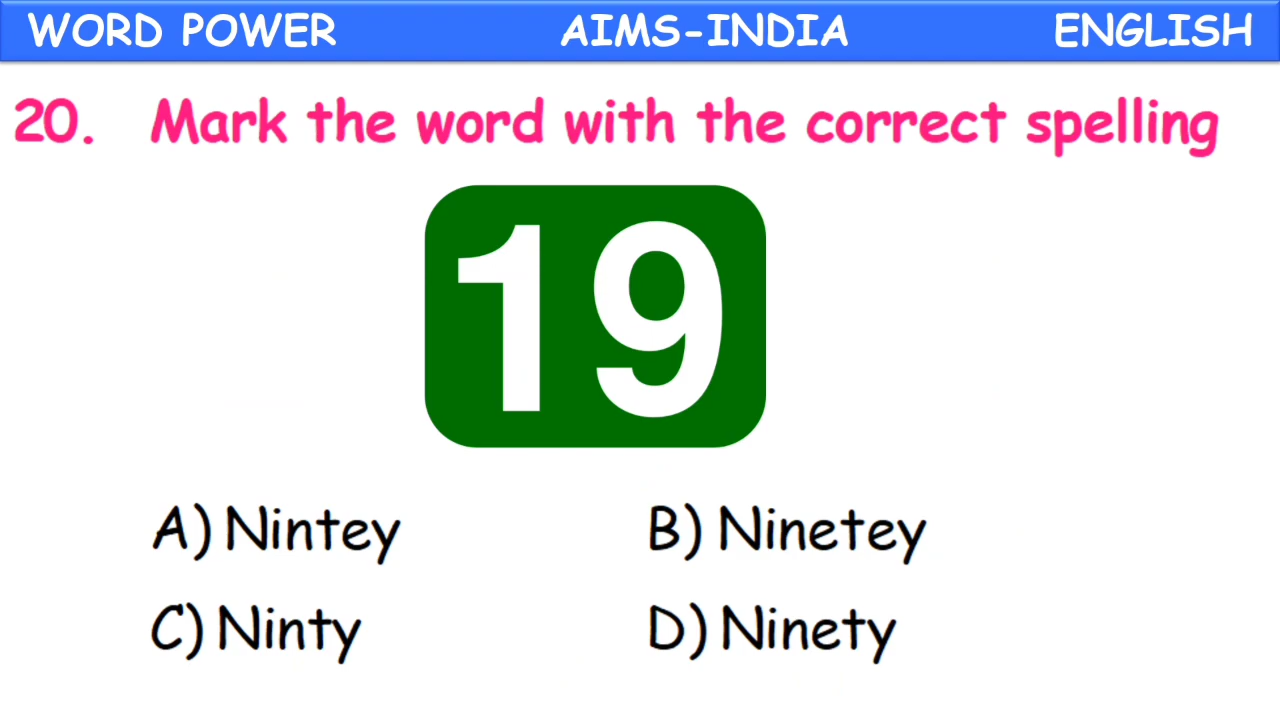 WORD POWER AIMS-INDIA ENGLISH
20. Mark the word with the correct spelling
19
A) Nintey B) Ninetey
C) Ninty D) Ninety